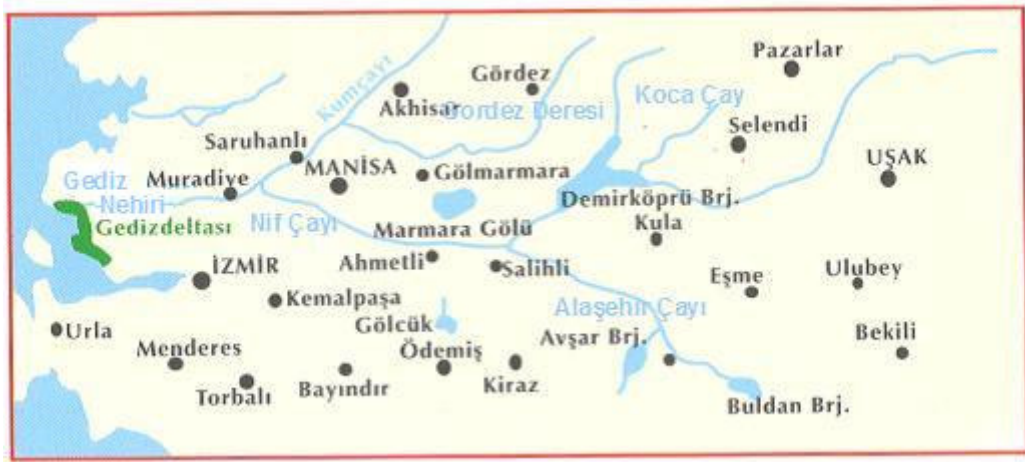 Pazarlar
Gördez
Kumçayı
Akhisar
Gordez Deresi
Koca Çay
Selendi
Saruhanlı
MANİSA
Gölmarmara
UŞAK
Gediz
Nehiri
Muradiye
Demirköprü Brj.
Gedizdeltası
Nif Çayı
Marmara Gölü
Kula
İZMİR
Ahmetli
Salihli
Eşme
Ulubey
Kemalpaşa
Alaşehir Çayı
Urla
Gölcük
Avşar Brj.
Bekili
Menderes
Ödemiş
Torbalı
Bayındır
Kiraz
Buldan Brj.